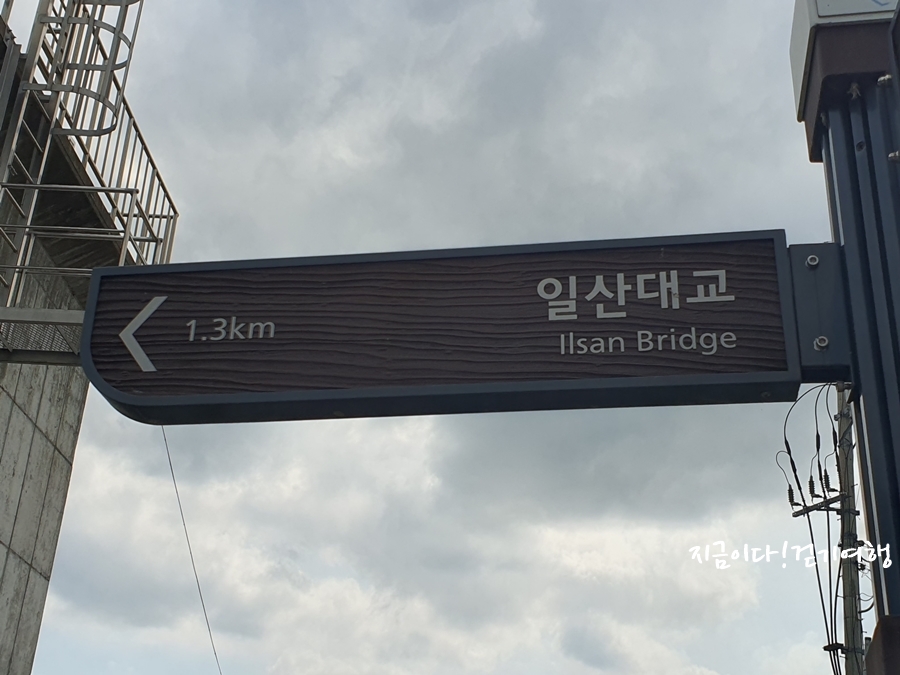 일산대교
1.3km
Ilsan Bridge
지금이다!걷기여행